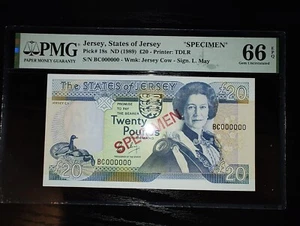 PMG
PAPER MONEY GUARANTY
Jersey, States of Jersey "SPECIMEN"
Pick# 18s ND (1989) £20 - Printer: TDLR
S/N BC000000 - Wmk: Jersey Cow - Sign. L. May
66 EPQ
Gem Uncirculated
THE STATES OF JERSEY
£20
£20
PROMISE TO PAY
THE BEARER
Twenty
Pounds
BC000000
SPECIMEN
BC000000
£20
£20